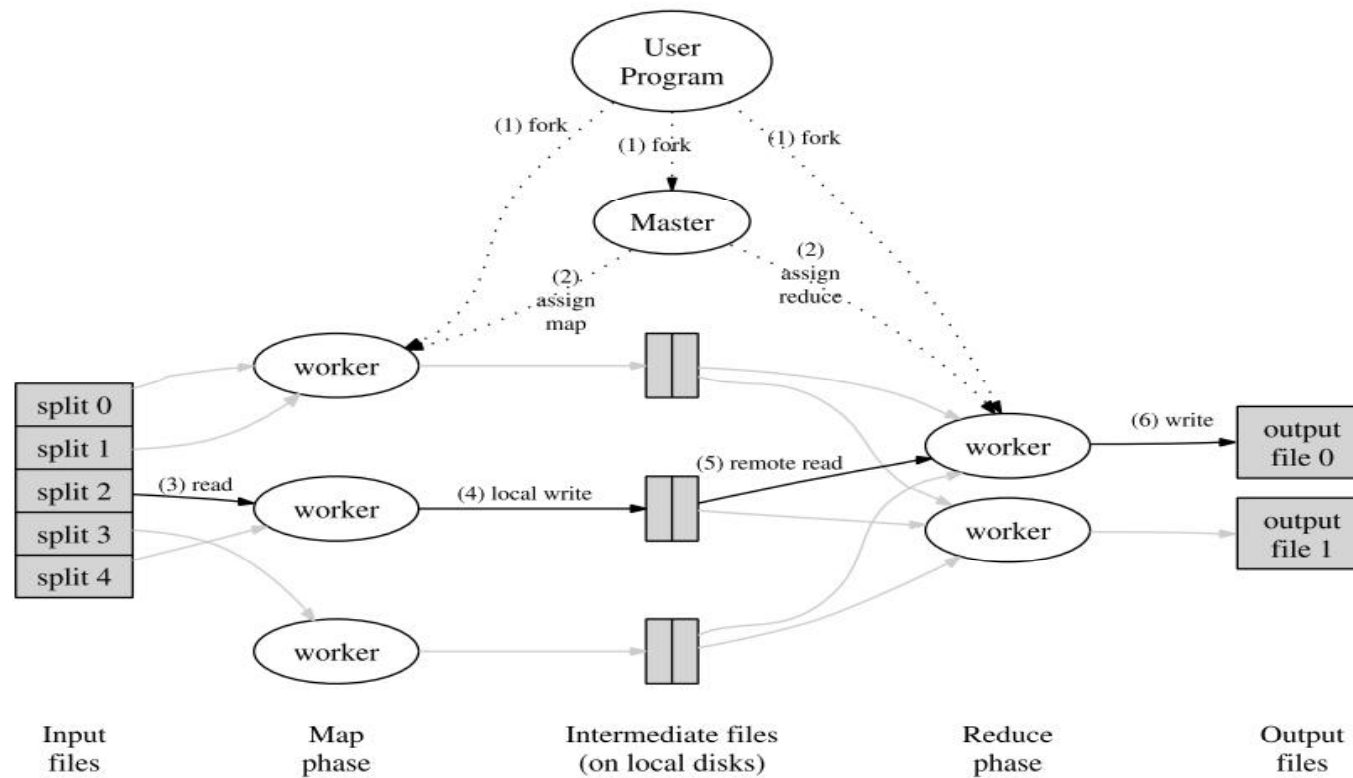 User
Program
(1) fork
(1) fork
(1) fork
Master
(2)
assign
map
(2)
assign
reduce
split 0
split 1
split 2
split 3
split 4
(3) read
worker
worker
worker
(4) local write
(5) remote read
worker
worker
(6) write
output
file 0
output
file 1
Input
files
Map
phase
Intermediate files
(on local disks)
Reduce
phase
Output
files